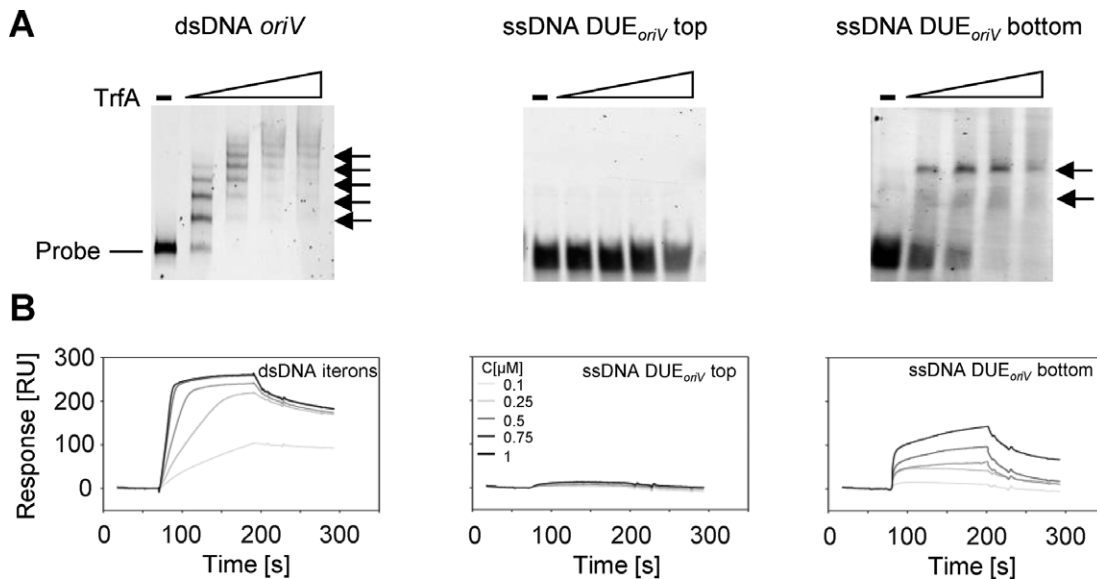 A
dsDNA oriV
ssDNA DUEoriV top
ssDNA DUEoriV bottom
TrfA
Probe
B
Response [RU]
300
200
100
0
dsDNA iterons
0 100 200 300
Time [s]
C[µM]
0.1
0.25
0.5
0.75
1
ssDNA DUEoriV top
0 100 200 300
Time [s]
ssDNA DUEoriV bottom
0 100 200 300
Time [s]